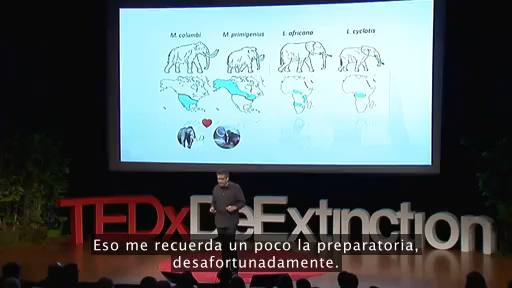 M. columbi M. primigenius L. africana L. cyclotis
TEDxDeExtinction
Eso me recuerda un poco la preparatoria,
desafortunadamente.